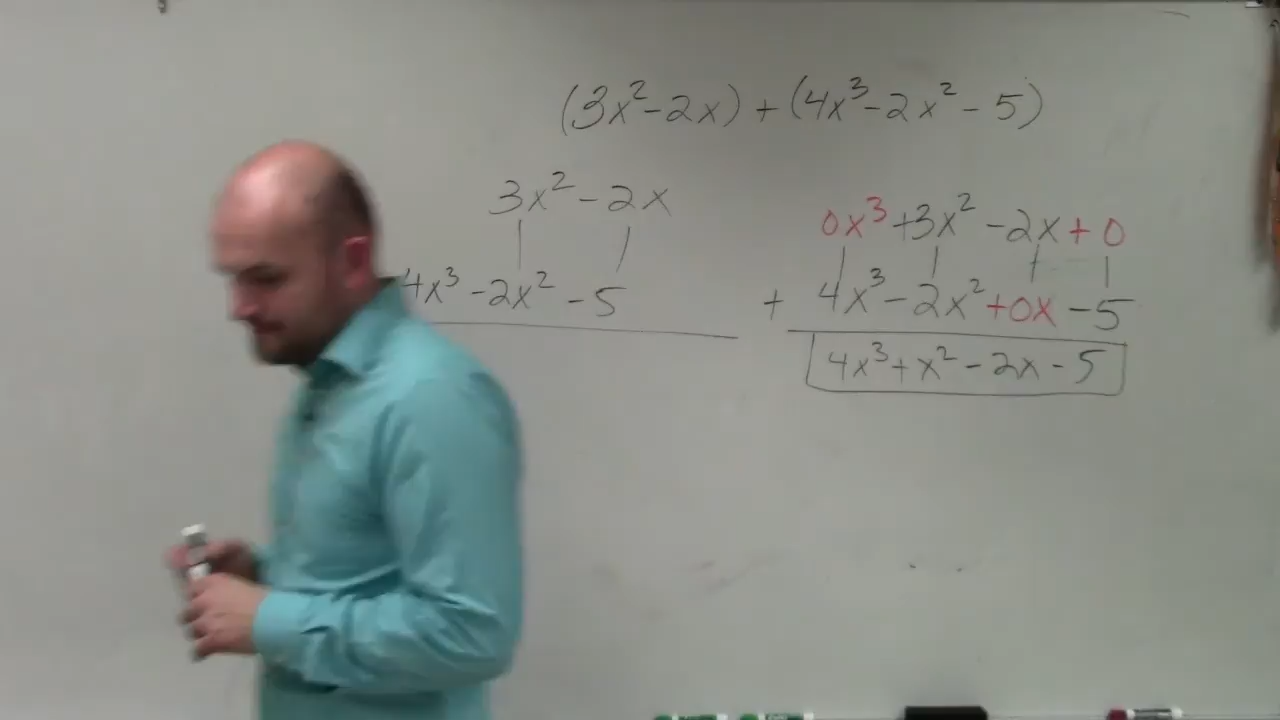 (3x²-2x) + (4x³-2x²-5)
3x²-2x
4x³-2x²-5
0x³+3x²-2x+0
+ 4x³-2x²+0x-5
4x³+x²-2x-5